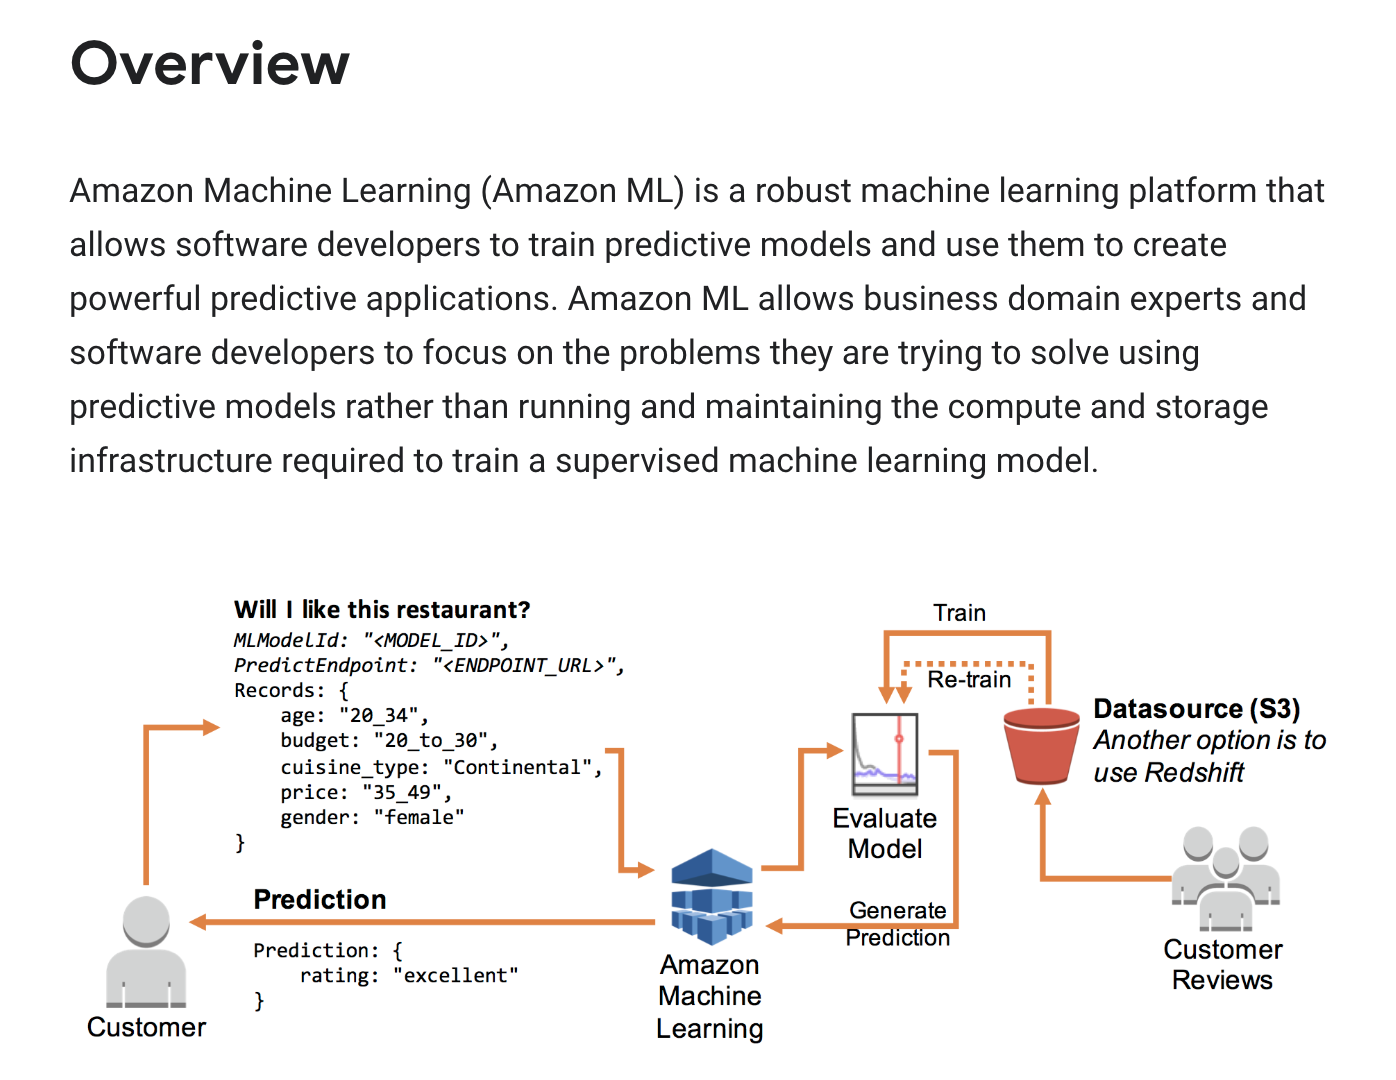 Overview
Amazon Machine Learning (Amazon ML) is a robust machine learning platform that
allows software developers to train predictive models and use them to create
powerful predictive applications. Amazon ML allows business domain experts and
software developers to focus on the problems they are trying to solve using
predictive models rather than running and maintaining the compute and storage
infrastructure required to train a supervised machine learning model.
Will I like this restaurant?
MLModelId: "<MODEL_ID>",
PredictEndpoint: "<ENDPOINT_URL>",
Records: {
age: "20_34",
budget: "20_to_30",
cuisine_type: "Continental",
price: "35_49",
gender: "female"
}
Prediction
Prediction: {
rating: "excellent"
}
Customer
Amazon
Machine
Learning
Train
Re-train
Evaluate
Model
Generate
Prediction
Datasource (S3)
Another option is to
use Redshift
Customer
Reviews